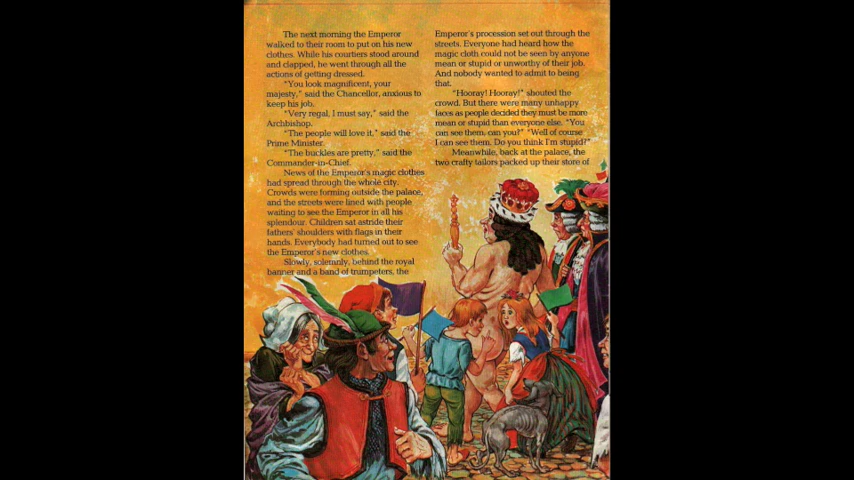 The next morning the Emperor
walked to their room to put on his new
clothes. While his courtiers stood around
and clapped, he went through all the
actions of getting dressed.
"You look magnificent, your
majesty," said the Chancellor, anxious to
keep his job.
"Very regal, I must say," said the
Archbishop.
"The people will love it," said the
Prime Minister.
"The buckles are pretty," said the
Commander-in-Chief.
News of the Emperor's magic clothes
had spread through the whole city.
Crowds were forming outside the palace,
and the streets were lined with people
waiting to see the Emperor in all his
splendour. Children sat astride their
fathers' shoulders with flags in their
hands. Everybody had turned out to see
the Emperor's new clothes.
Slowly, solemnly, behind the royal
banner and a band of trumpeters, the
Emperor's procession set out through the
streets. Everyone had heard how the
magic cloth could not be seen by anyone
mean or stupid or unworthy of their job.
And nobody wanted to admit to being
that.
"Hooray! Hooray!" shouted the
crowd. But there were many unhappy
faces as people decided they must be more
mean or stupid than everyone else. "You
can see them, can you?" "Well of course
I can see them. Do you think I'm stupid?"
Meanwhile, back at the palace, the
two crafty tailors packed up their store of